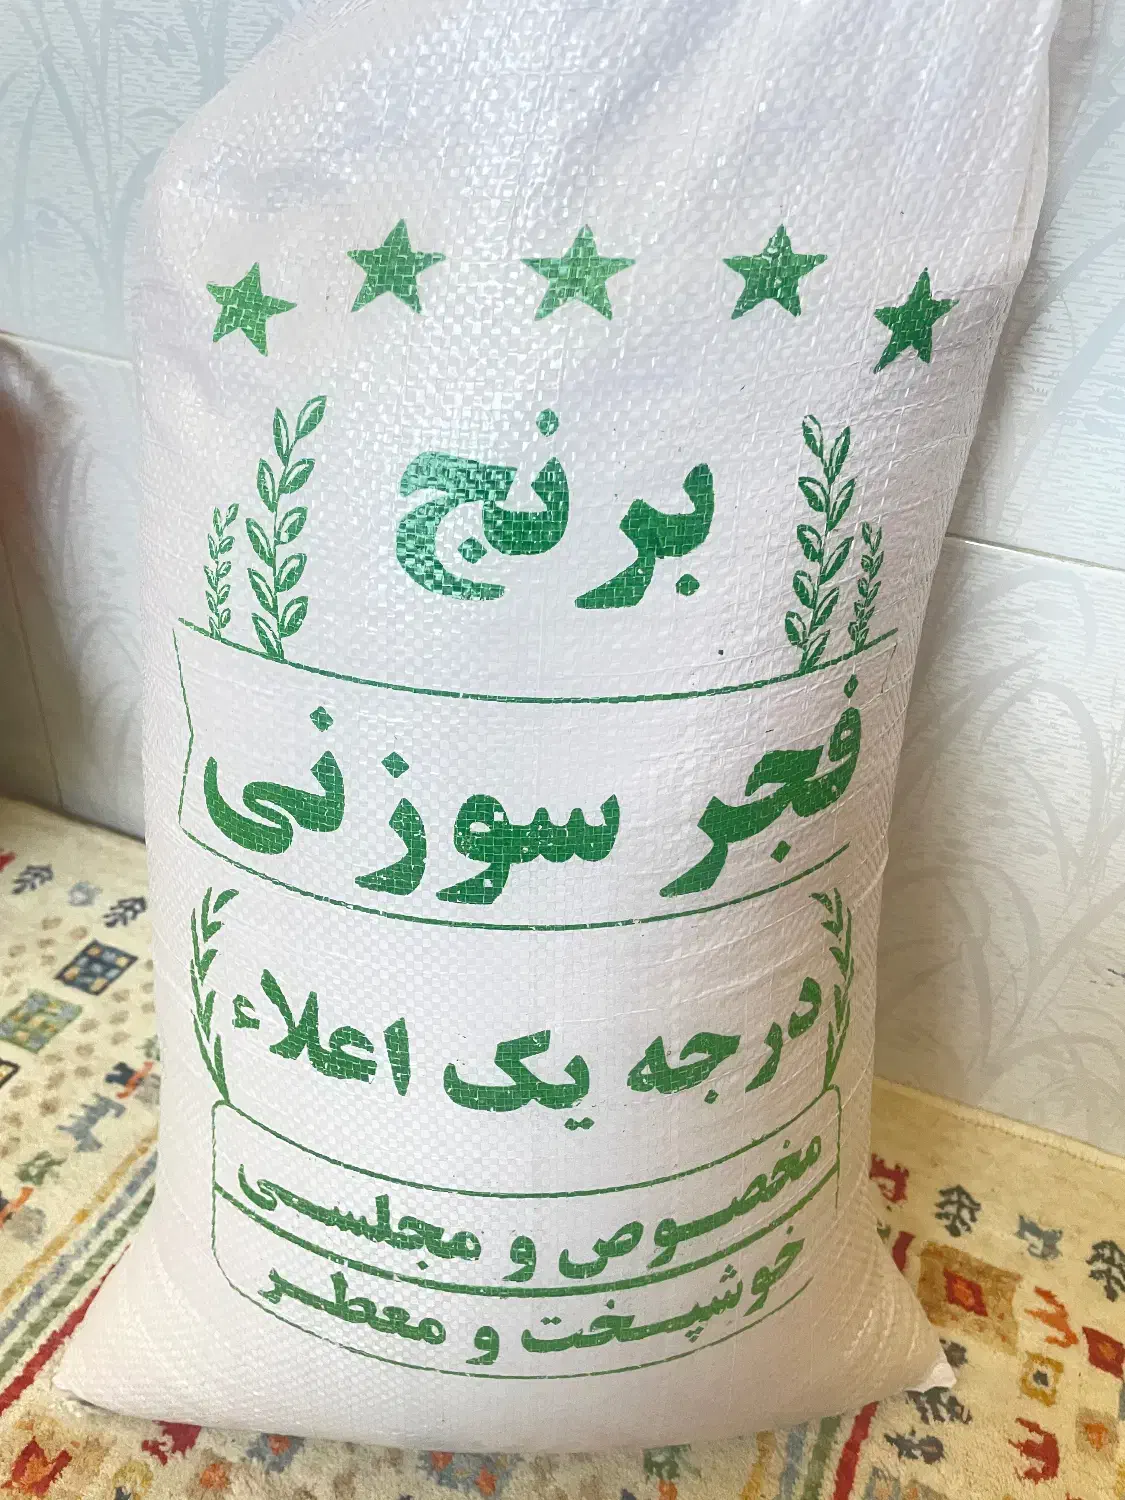 برنج
فجر سوزنی
درجه یک اعلاء
مخصوص و مجلسی
خوشپخت و معطر